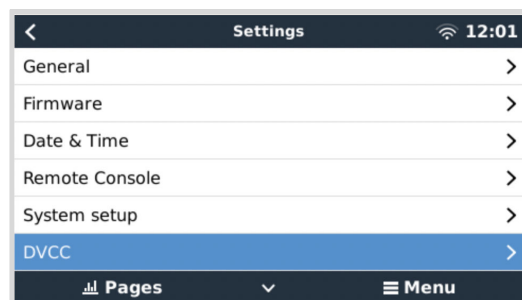 Settings 12:01
General
Firmware
Date & Time
Remote Console
System setup
DVCC
Pages Menu